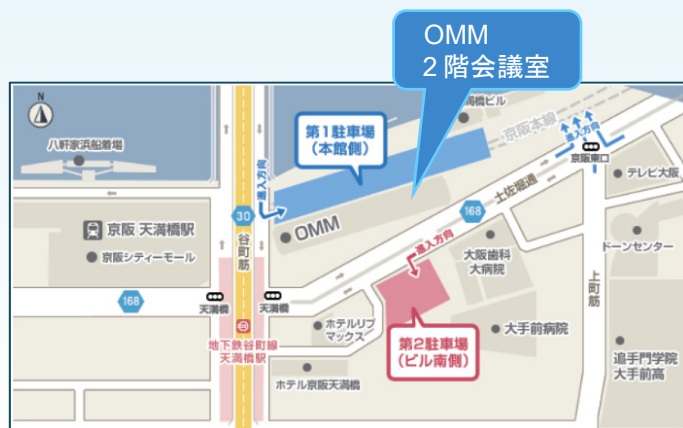 OMM
2階会議室
N
八軒家浜船着場
第1駐車場
(本館側)
天満橋ビル
京阪本線
進入方向
京阪東口
テレビ大阪
進入方向
30
谷町筋
OMM
土佐堀通
168
京阪 天満橋駅
京阪シティーモール
進入方向
大阪歯科
大病院
ドーンセンター
上町筋
168
天満橋
天満橋
地下鉄谷町線
天満橋駅
ホテルリブ
マックス
第2駐車場
(ビル南側)
大手前病院
追手門学院
大手前高
ホテル京阪天満橋